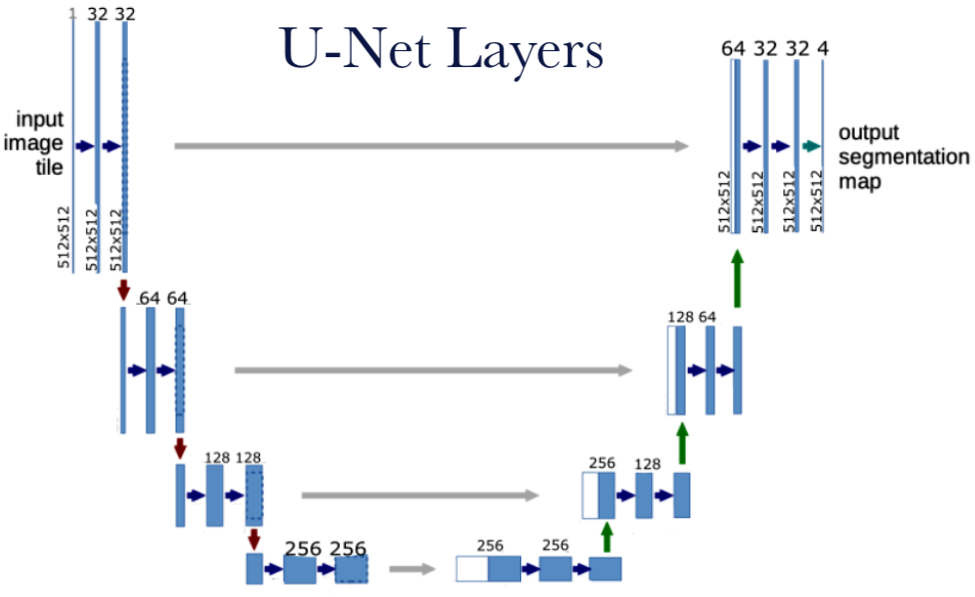 U-Net Layers
1 32 32
input
image
tile
512x512
512x512
512x512
64 32 32 4
output
segmentation
map
512x512
512x512
512x512
512x512
64 64
128 64
128 128
256 128
256 256
256 256